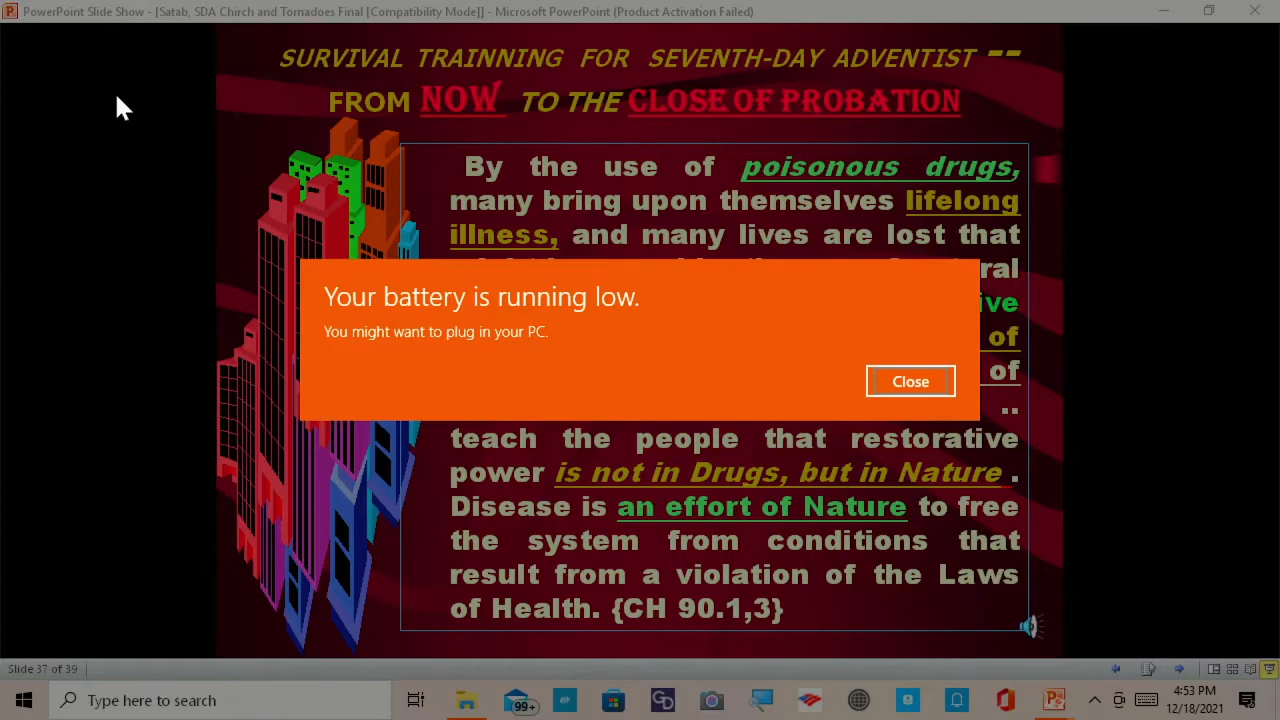 PowerPoint Slide Show - [Satab, SDA Chirch and Tornadoes Final [Compatibility Mode]] - Microsoft PowerPoint (Product Activation Failed)
SURVIVAL TRAINNING FOR SEVENTH-DAY ADVENTIST --
FROM NOW TO THE CLOSE OF PROBATION
By the use of poisonous drugs,
many bring upon themselves lifelong
illness, and many lives are lost that
Your battery is running low.
You might want to plug in your PC.
of
of
Close
..
teach the people that restorative
power is not in Drugs, but in Nature .
Disease is an effort of Nature to free
the system from conditions that
result from a violation of the Laws
of Health. {CH 90.1,3}
Slide 37 of 39
Type here to search
99+
GD
4:53 PM
12/18/2021